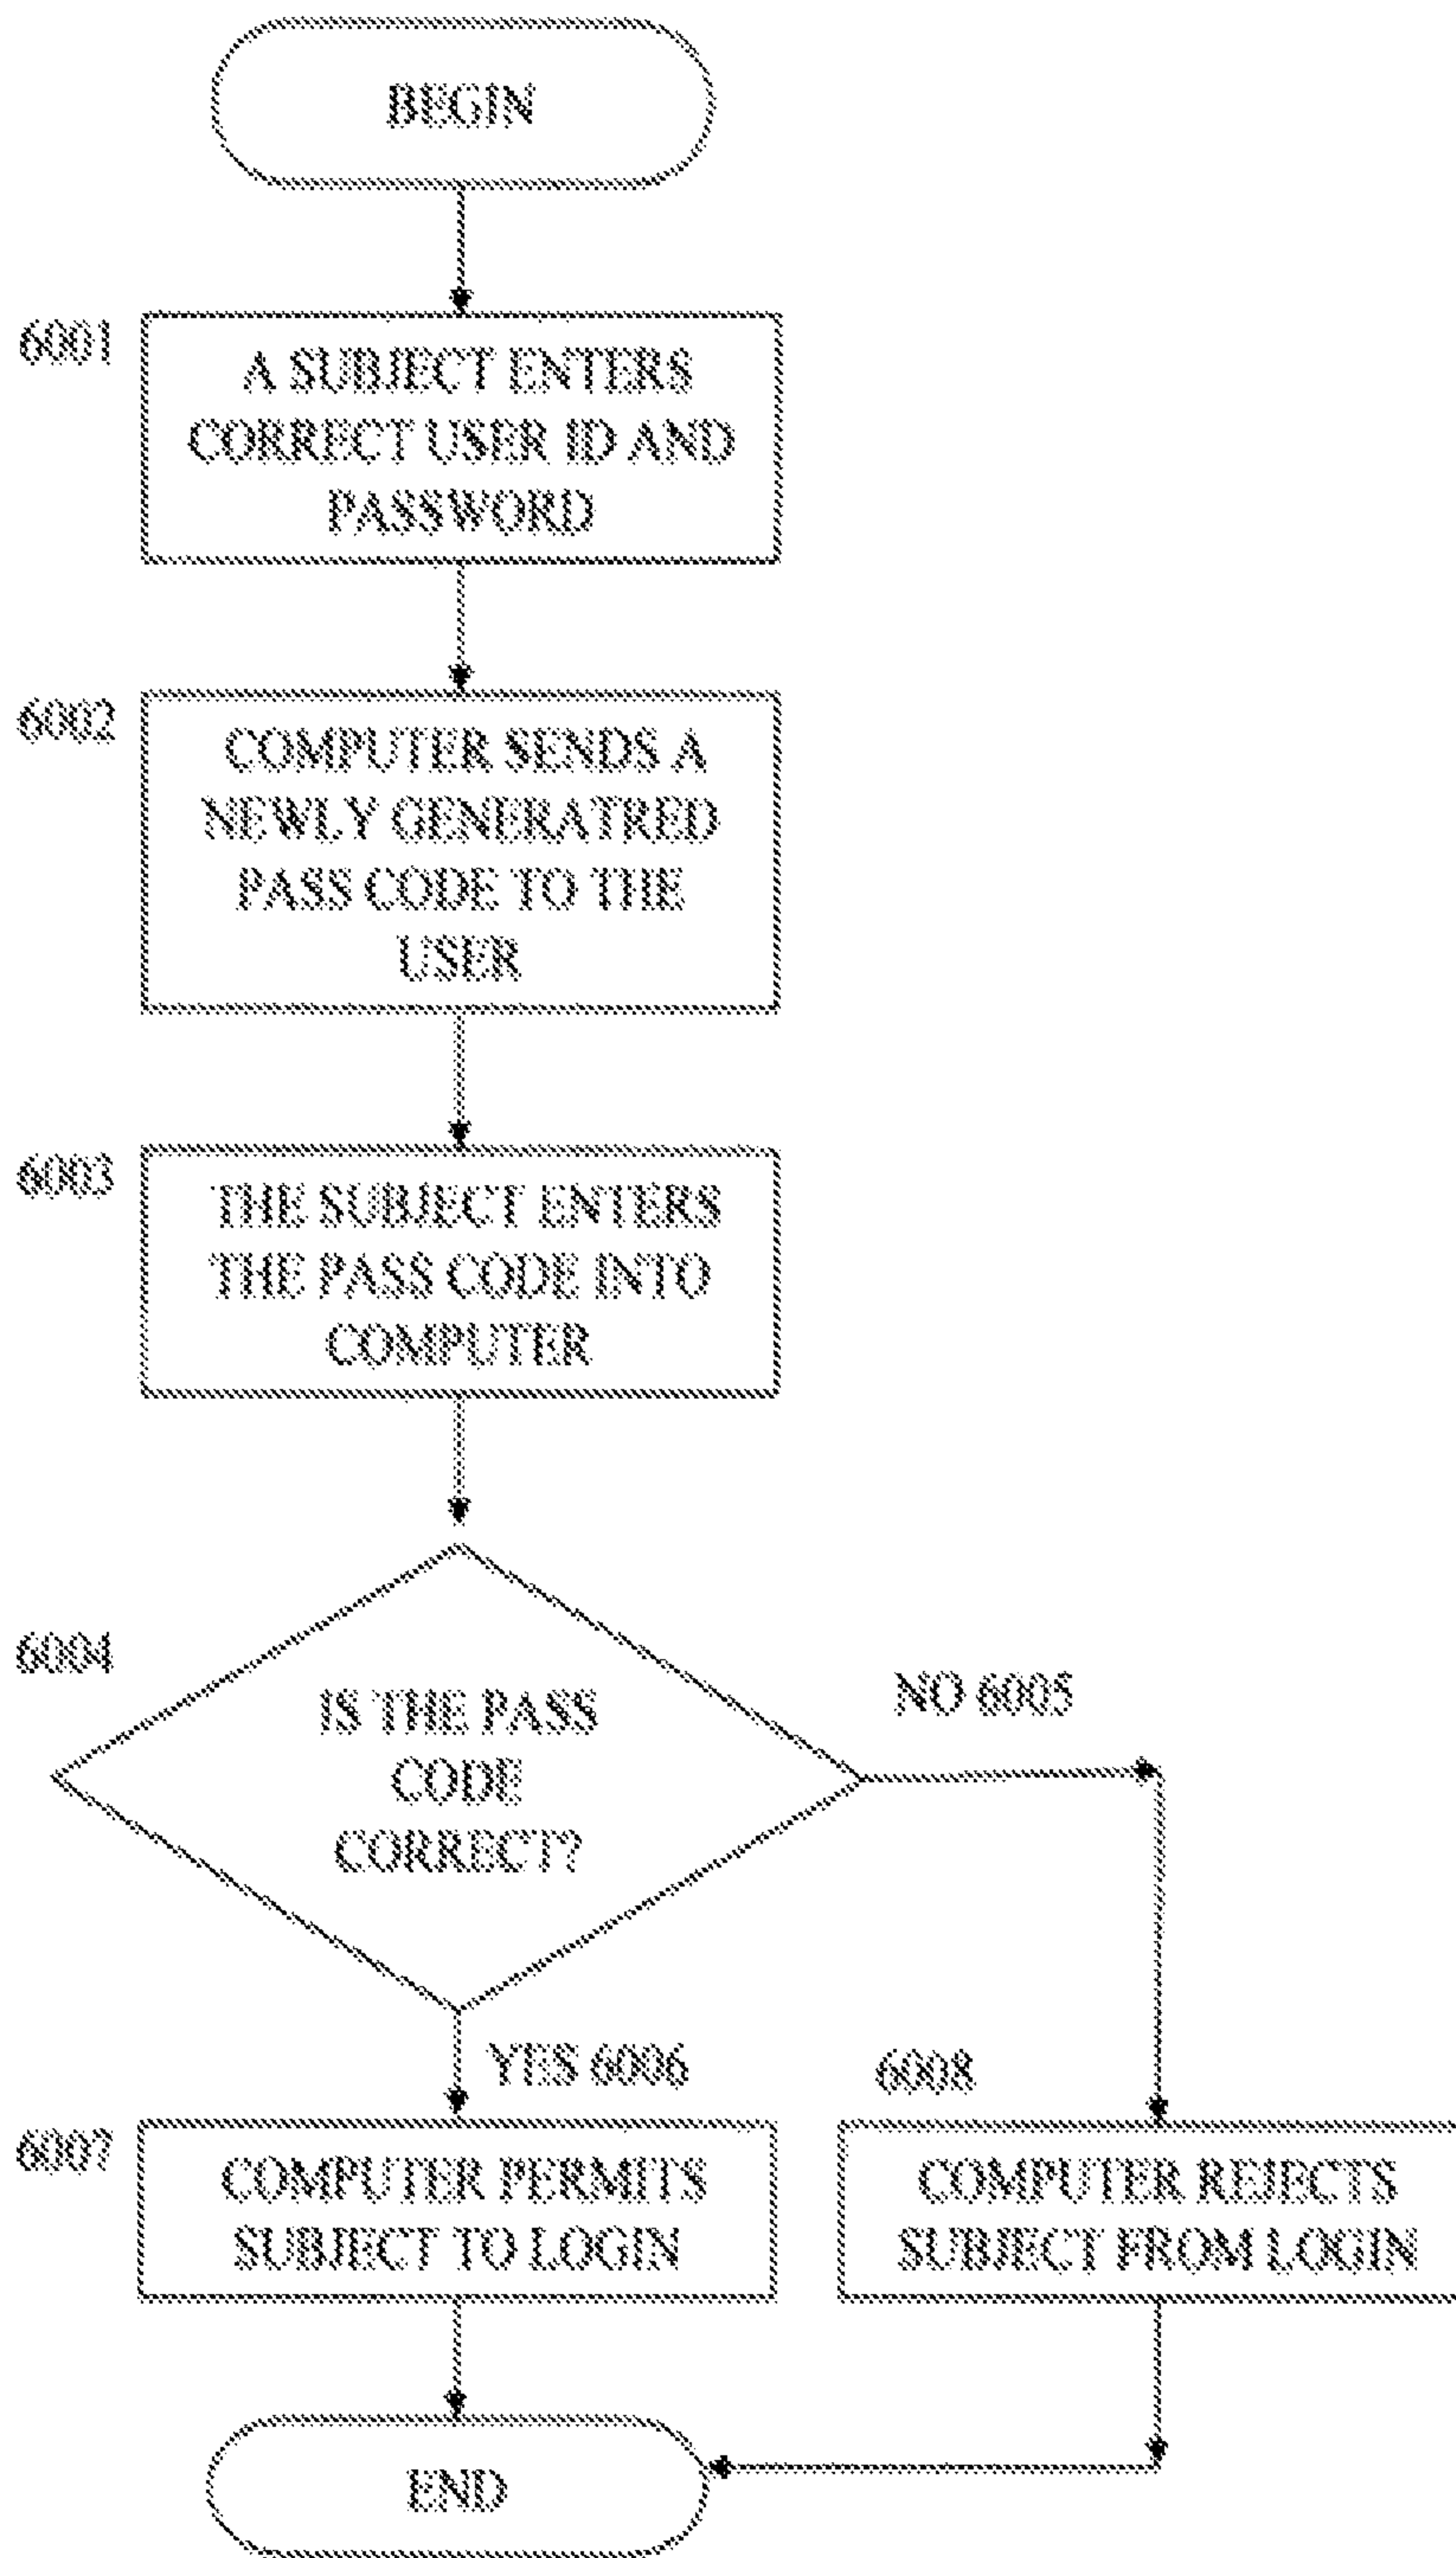 BEGIN
6001
A SUBJECT ENTERS
CORRECT USER ID AND
PASSWORD
6002
COMPUTER SENDS A
NEWLY GENERATRED
PASS CODE TO THE
USER
6003
THE SUBJECT ENTERS
THE PASS CODE INTO
COMPUTER
6004
IS THE PASS
CODE
CORRECT?
NO 6005
YES 6006
6007
COMPUTER PERMITS
SUBJECT TO LOGIN
6008
COMPUTER REJECTS
SUBJECT FROM LOGIN
END